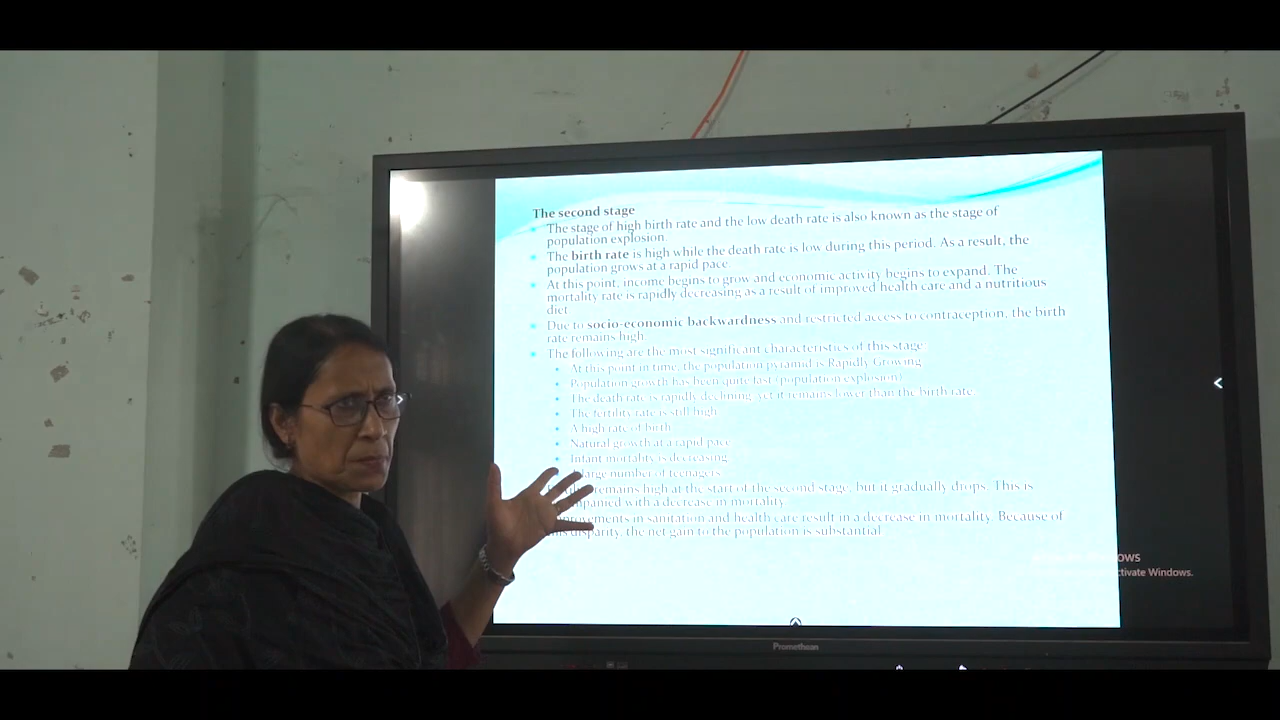 The second stage
The stage of high birth rate and the low death rate is also known as the stage of
population explosion.
The birth rate is high while the death rate is low during this period. As a result, the
population grows at a rapid pace
At this point, income begins to grow and economic activity begins to expand. The
mortality rate is rapidly decreasing as a result of improved health care and a nutritious
diet.
Due to socio-economic backwardness and restricted access to contraception, the birth
rate remains high
The following are the most significant characteristics of this stage:
At this point in time, the population pyramid is Rapidly Growing
Population growth has been quite fast (population explosion)
The death rate is rapidly declining, yet it remains lower than the birth rate.
The fertility rate is still high
A high rate of birth
Natural growth at a rapid pace
Infant mortality is decreasing
large number of teenagers
remains high at the start of the second stage, but it gradually drops. This is
with a decrease in mortality.
in sanitation and health care result in a decrease in mortality. Because of
disparity, the net gain to the population is substantial
Windows.
Promethean